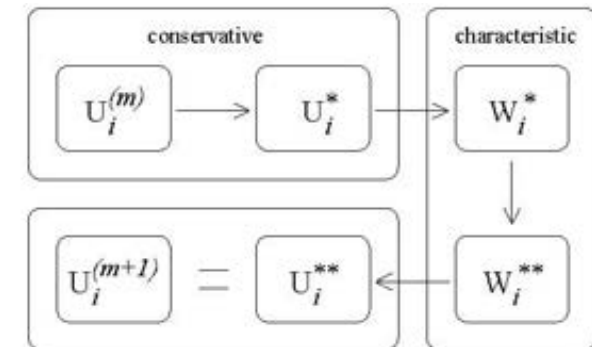 conservative
characteristic
U_i^(m)
U_i^*
W_i^*
U_i^(m+1) = U_i^**
W_i^**